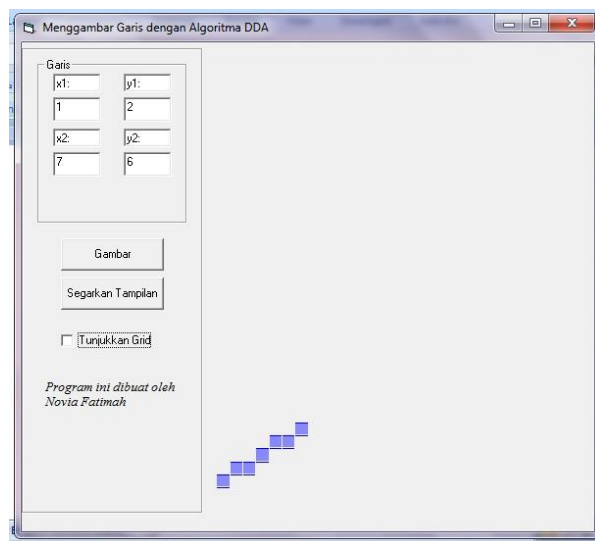 Menggambar Garis dengan Algoritma DDA
Garis
x1: y1:
1 2
x2: y2:
7 6
Gambar
Segarkan Tampilan
Tunjukkan Grid
Program ini dibuat oleh
Novia Fatimah